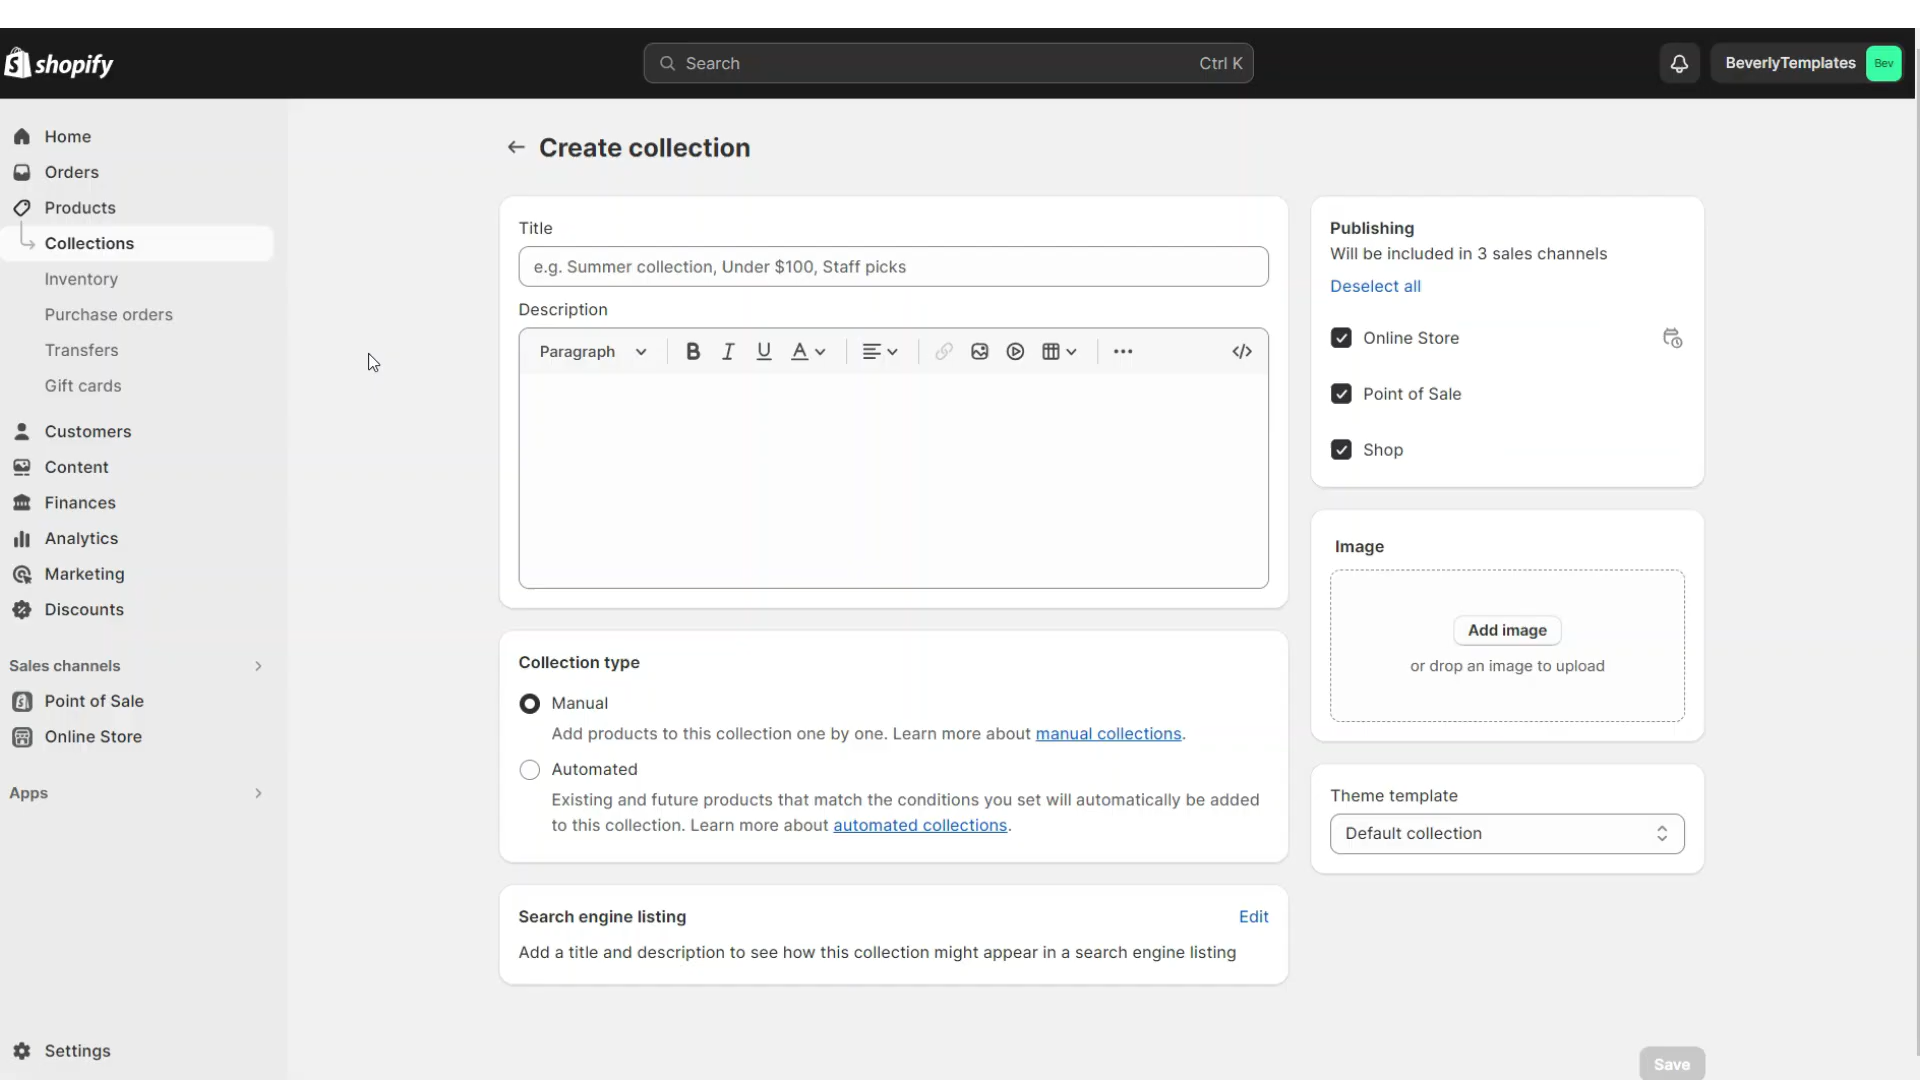 shopify
Search
Ctrl K
BeverlyTemplates
Bev
Home
Orders
Products
Collections
Inventory
Purchase orders
Transfers
Gift cards
Customers
Content
Finances
Analytics
Marketing
Discounts
Sales channels
Point of Sale
Online Store
Apps
Settings
Create collection
Title
e.g. Summer collection, Under $100, Staff picks
Description
Paragraph
B I U A
Collection type
Manual
Add products to this collection one by one. Learn more about manual collections.
Automated
Existing and future products that match the conditions you set will automatically be added
to this collection. Learn more about automated collections.
Search engine listing
Edit
Add a title and description to see how this collection might appear in a search engine listing
Publishing
Will be included in 3 sales channels
Deselect all
Online Store
Point of Sale
Shop
Image
Add image
or drop an image to upload
Theme template
Default collection
Save